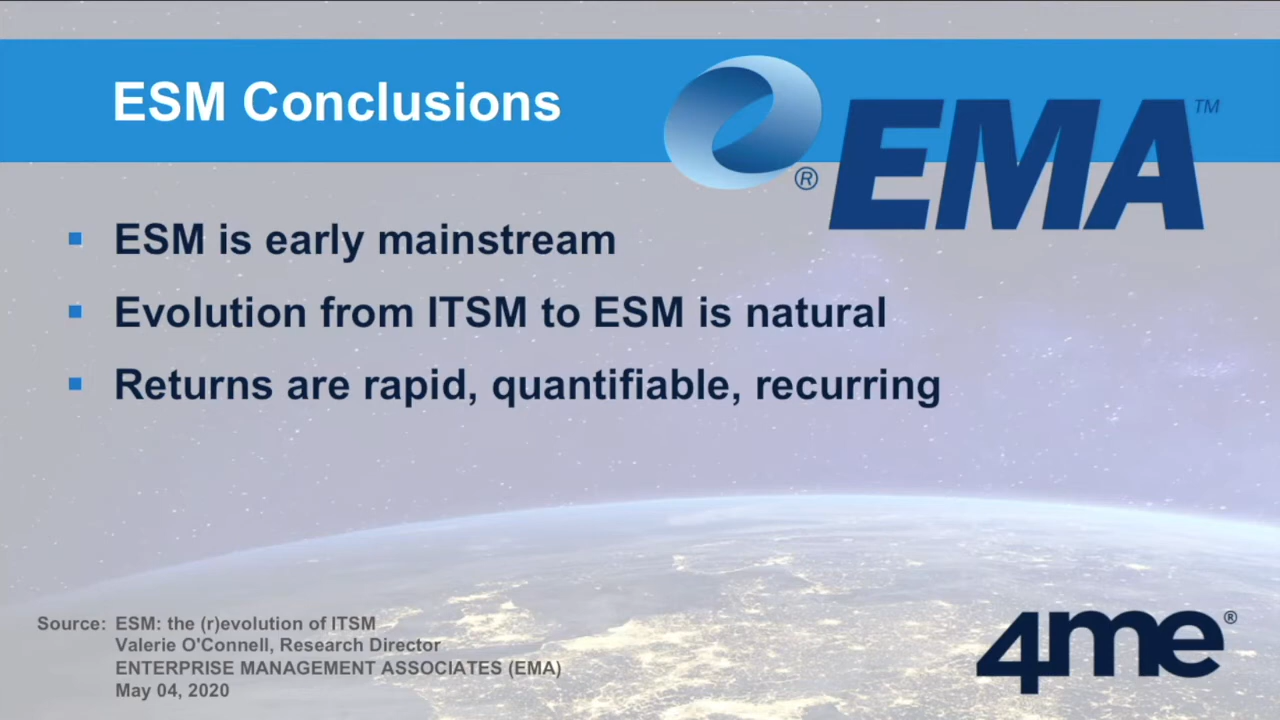 ESM Conclusions
EMA™
®
▪ ESM is early mainstream
▪ Evolution from ITSM to ESM is natural
▪ Returns are rapid, quantifiable, recurring
Source: ESM: the (r)evolution of ITSM
Valerie O'Connell, Research Director
ENTERPRISE MANAGEMENT ASSOCIATES (EMA)
May 04, 2020
4me®